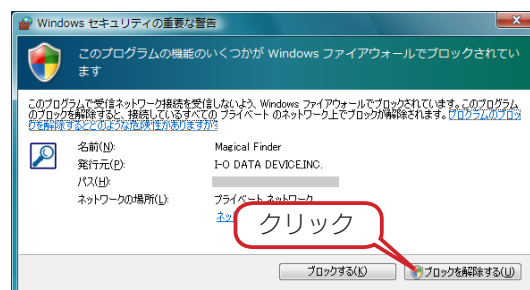 Windows セキュリティの重要な警告
このプログラムの機能のいくつかが Windows ファイアウォールでブロックされてい
ます
このプログラムで受信ネットワーク接続を受信しないよう、Windows ファイアウォールでブロックされています。このプログラム
のブロックを解除すると、接続しているすべての プライベート のネットワーク上でブロックが解除されます。プログラムのブロッ
クを解除するとどのような危険性がありますか?
名前(N): Magical Finder
発行元(P): I-O DATA DEVICE,INC.
パス(H):
ネットワークの場所(L): プライベート ネットワーク
クリック
ブロックする(K) ブロックを解除する(U)